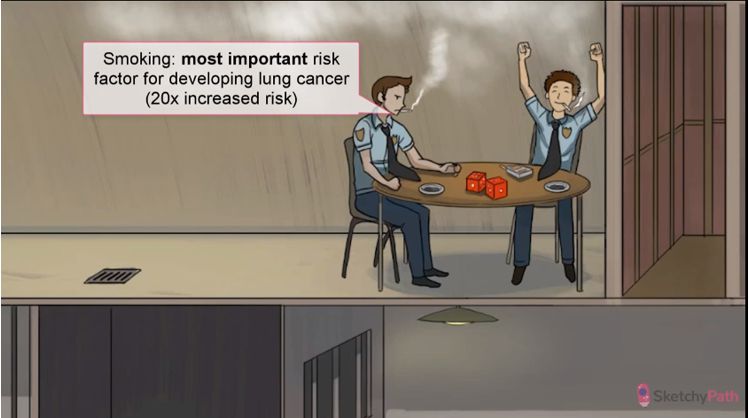 Smoking: most important risk
factor for developing lung cancer
(20x increased risk)
SketchyPath